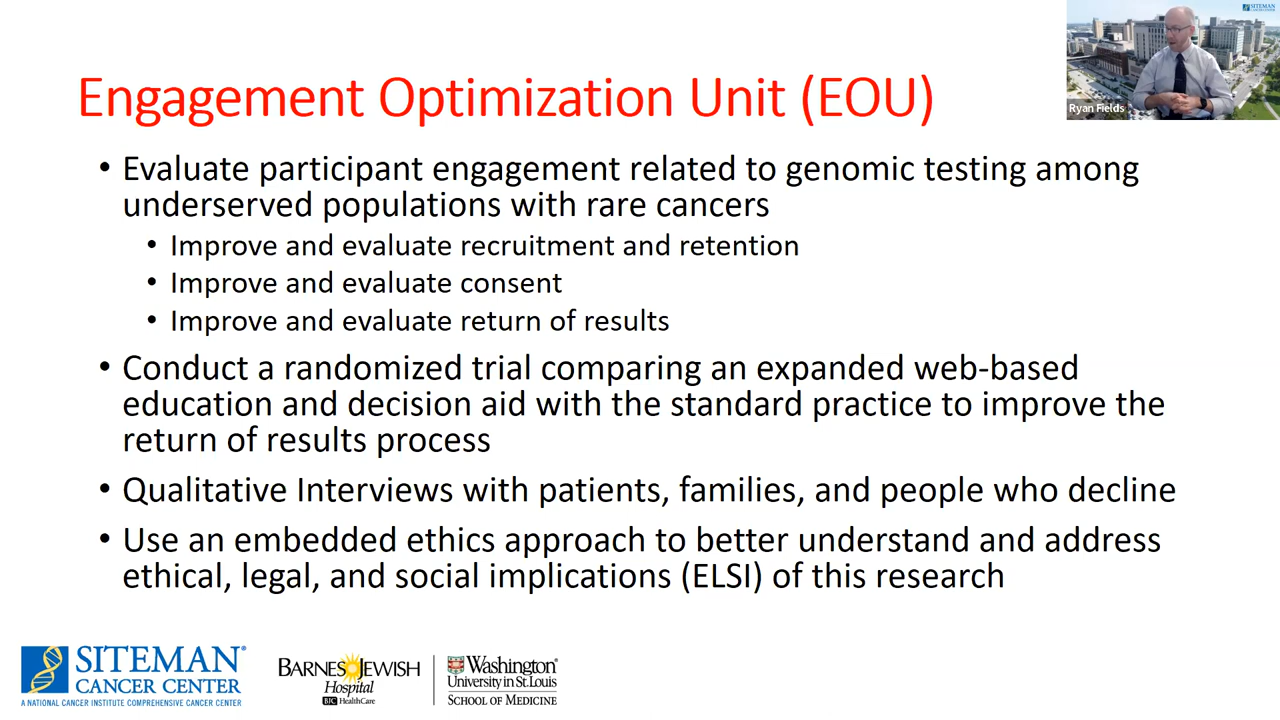 SITEMAN
CANCER CENTER
Ryan Fields
Engagement Optimization Unit (EOU)
• Evaluate participant engagement related to genomic testing among
underserved populations with rare cancers
• Improve and evaluate recruitment and retention
• Improve and evaluate consent
• Improve and evaluate return of results
• Conduct a randomized trial comparing an expanded web-based
education and decision aid with the standard practice to improve the
return of results process
• Qualitative Interviews with patients, families, and people who decline
• Use an embedded ethics approach to better understand and address
ethical, legal, and social implications (ELSI) of this research
SITEMAN®
CANCER CENTER
A NATIONAL CANCER INSTITUTE COMPREHENSIVE CANCER CENTER
BARNES JEWISH
Hospital
BJC HealthCare
Washington®
University in St. Louis
SCHOOL OF MEDICINE